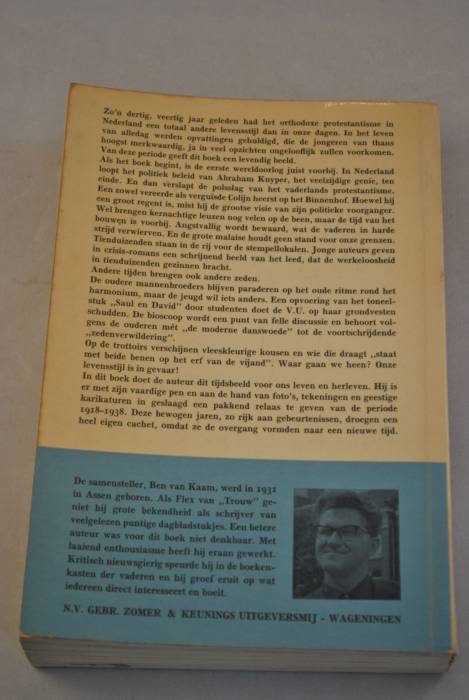 Zo'n dertig, veertig jaar geleden had het orthodoxe protestantisme in
Nederland een totaal andere levensstijl dan in onze dagen. In het leven
van alledag werden opvattingen gehuldigd, die de jongeren van thans
hoogst merkwaardig, ja in veel opzichten ongelooflijk zullen voorkomen.
Van deze periode geeft dit boek een levendig beeld.
Als het boek begint, is de eerste wereldoorlog juist voorbij. In Nederland
loopt het politiek beleid van Abraham Kuyper, het veelzijdige genie, ten
einde. En dan verslapt de polsslag van het vaderlands protestantisme.
Een zowel vereerde als verguisde Colijn heerst op het Binnenhof. Hoewel hij
een groot regent is, mist hij de grootse visie van zijn politieke voorganger.
Wel brengen kernachtige leuzen nog velen op de been, maar de tijd van het
bouwen is voorbij. Angstvallig wordt bewaard, wat de vaderen in harde
strijd verwierven. En de grote malaise houdt geen stand voor onze grenzen.
Tienduizenden staan in de rij voor de stempellokalen. Jonge auteurs geven
in crisis-romans een schrijnend beeld van het leed, dat de werkeloosheid
in tienduizenden gezinnen bracht.
Andere tijden brengen ook andere zeden.
De oudere mannenbroeders blijven paraderen op het oude ritme rond het
harmonium, maar de jeugd wil iets anders. Een opvoering van het toneel-
stuk „Saul en David” door studenten doet de V.U. op haar grondvesten
schudden. De bioscoop wordt een punt van felle discussie en behoort vol-
gens de ouderen mét „de moderne danswoede” tot de voortschrijdende
„zedenverwildering”.
Op de trottoirs verschijnen vleeskleurige kousen en wie die draagt „staat
met beide benen op het erf van de vijand”. Waar gaan we heen? Onze
levensstijl is in gevaar!
In dit boek doet de auteur dit tijdsbeeld voor ons leven en herleven. Hij is
er met zijn vaardige pen en aan de hand van foto's, tekeningen en geestige
karikaturen in geslaagd een pakkend relaas te geven van de periode
1918-1938. Deze bewogen jaren, zo rijk aan gebeurtenissen, droegen een
heel eigen cachet, omdat ze de overgang vormden naar een nieuwe tijd.
De samensteller, Ben van Kaam, werd in 1931
in Assen geboren. Als Flex van „Trouw” ge-
niet hij grote bekendheid als schrijver van
veelgelezen puntige dagbladstukjes. Een betere
auteur was voor dit boek niet denkbaar. Met
laaiend enthousiasme heeft hij eraan gewerkt.
Kritisch nieuwsgierig speurde hij in de boeken-
kasten der vaderen en hij groef eruit op wat
iedereen direct interesseert en boeit.
N.V. GEBR. ZOMER & KEUNINGS UITGEVERSMIJ - WAGENINGEN